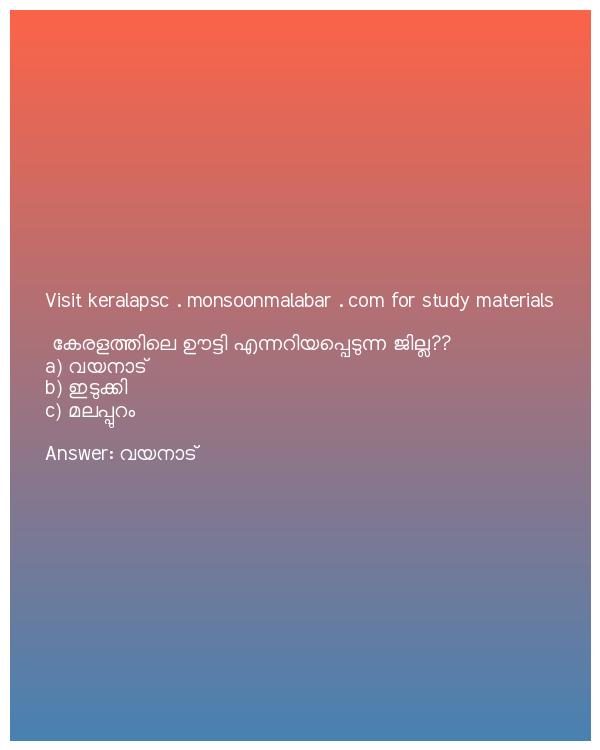 Visit keralapsc . monsoonmalabar . com for study materials
കേരളത്തിലെ ഊട്ടി എന്നറിയപ്പെടുന്ന ജില്ല??
a) വയനാട്
b) ഇടുക്കി
c) മലപ്പുറം
Answer: വയനാട്